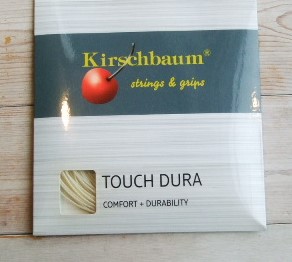 Kirschbaum®
strings & grips
TOUCH DURA
COMFORT + DURABILITY